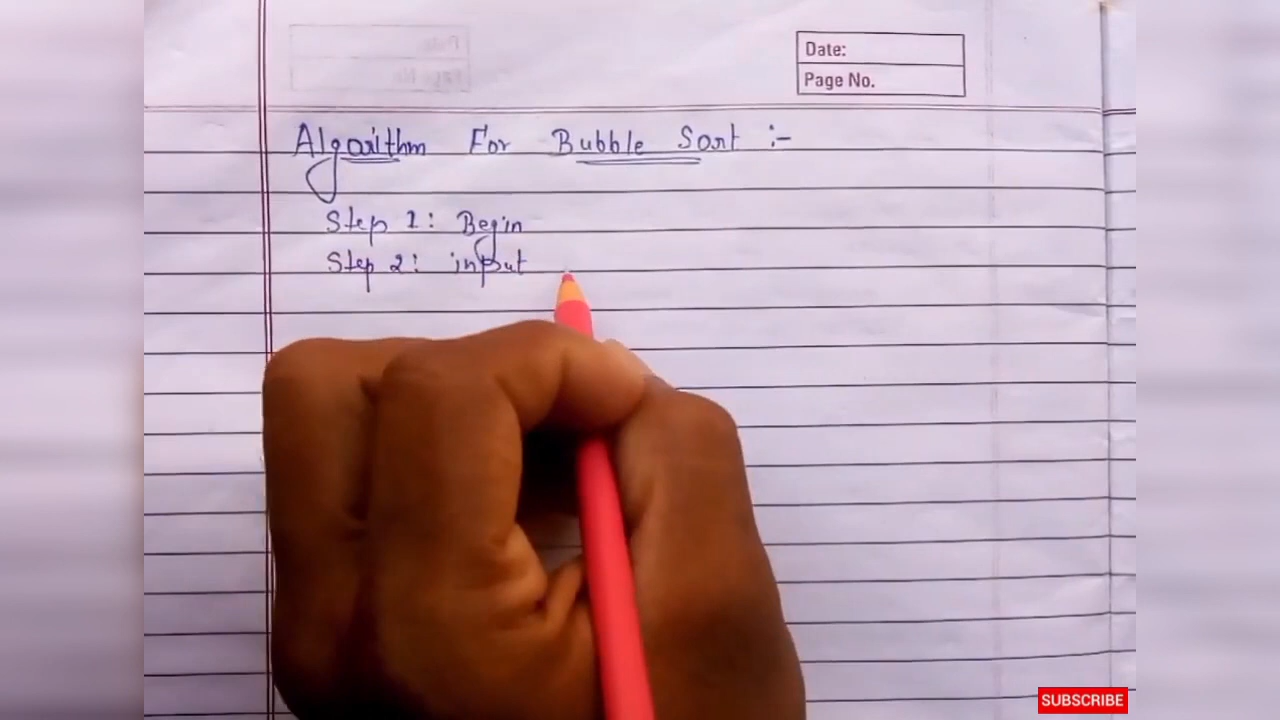 Date:
Page No.
Algorithm For Bubble Sort :-
Step 1: Begin
Step 2: input
SUBSCRIBE